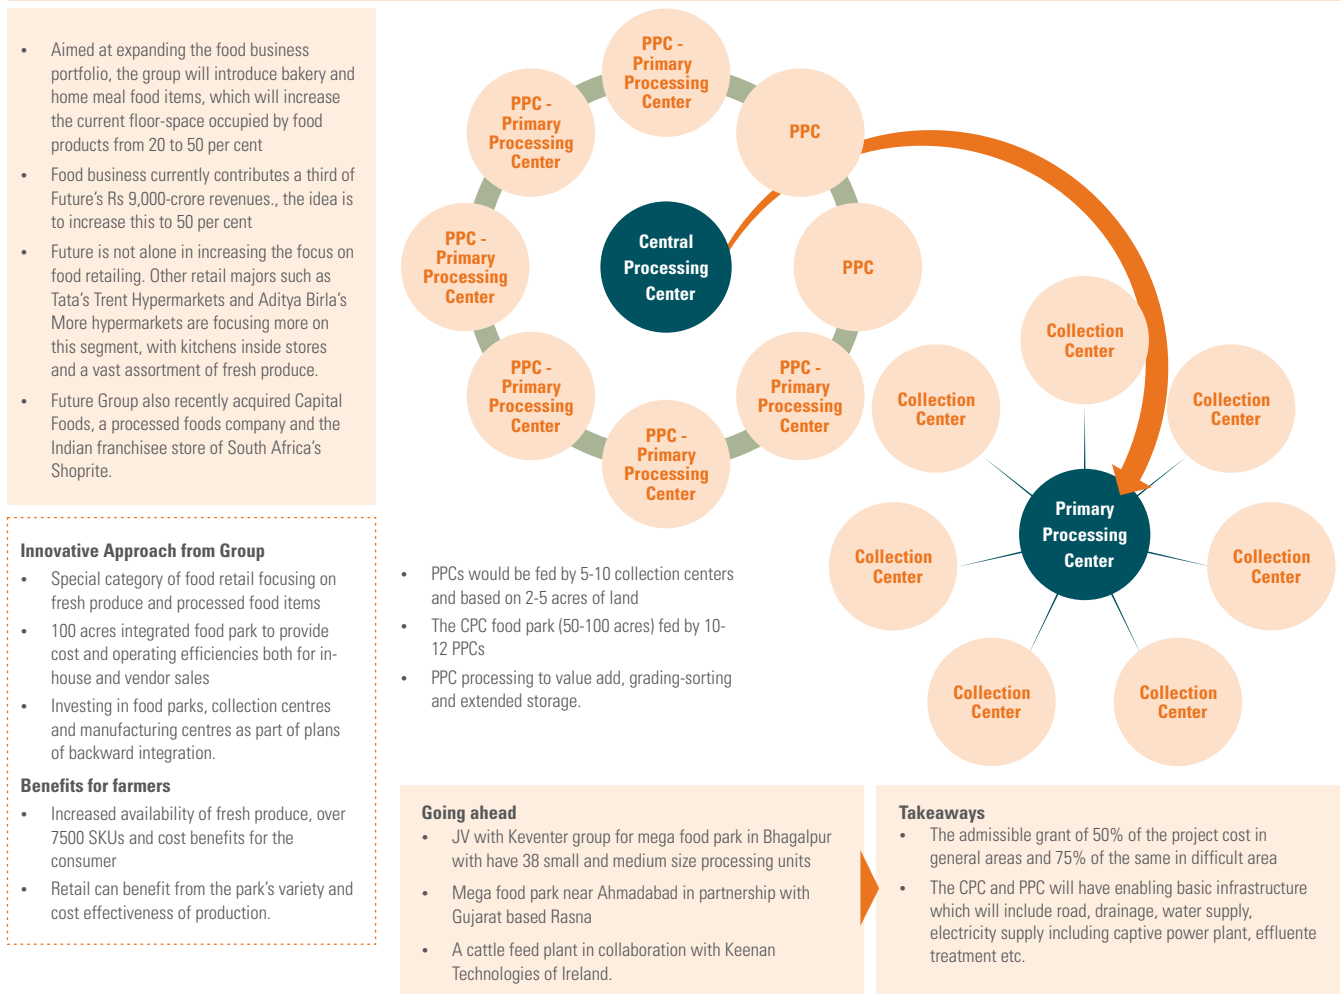 • Aimed at expanding the food business
portfolio, the group will introduce bakery and
home meal food items, which will increase
the current floor-space occupied by food
products from 20 to 50 per cent
• Food business currently contributes a third of
Future's Rs 9,000-crore revenues., the idea is
to increase this to 50 per cent
• Future is not alone in increasing the focus on
food retailing. Other retail majors such as
Tata's Trent Hypermarkets and Aditya Birla's
More hypermarkets are focusing more on
this segment, with kitchens inside stores
and a vast assortment of fresh produce.
• Future Group also recently acquired Capital
Foods, a processed foods company and the
Indian franchisee store of South Africa's
Shoprite.
Innovative Approach from Group
• Special category of food retail focusing on
fresh produce and processed food items
• 100 acres integrated food park to provide
cost and operating efficiencies both for in-
house and vendor sales
• Investing in food parks, collection centres
and manufacturing centres as part of plans
of backward integration.
Benefits for farmers
• Increased availability of fresh produce, over
7500 SKUs and cost benefits for the
consumer
• Retail can benefit from the park's variety and
cost effectiveness of production.
PPC -
Primary
Processing
Center
PPC
PPC
PPC -
Primary
Processing
Center
PPC -
Primary
Processing
Center
PPC -
Primary
Processing
Center
PPC -
Primary
Processing
Center
PPC -
Primary
Processing
Center
Central
Processing
Center
Collection
Center
Collection
Center
Collection
Center
Collection
Center
Collection
Center
Collection
Center
Collection
Center
Primary
Processing
Center
• PPCs would be fed by 5-10 collection centers
and based on 2-5 acres of land
• The CPC food park (50-100 acres) fed by 10-
12 PPCs
• PPC processing to value add, grading-sorting
and extended storage.
Going ahead
• JV with Keventer group for mega food park in Bhagalpur
with have 38 small and medium size processing units
• Mega food park near Ahmadabad in partnership with
Gujarat based Rasna
• A cattle feed plant in collaboration with Keenan
Technologies of Ireland.
Takeaways
• The admissible grant of 50% of the project cost in
general areas and 75% of the same in difficult area
• The CPC and PPC will have enabling basic infrastructure
which will include road, drainage, water supply,
electricity supply including captive power plant, effluente
treatment etc.